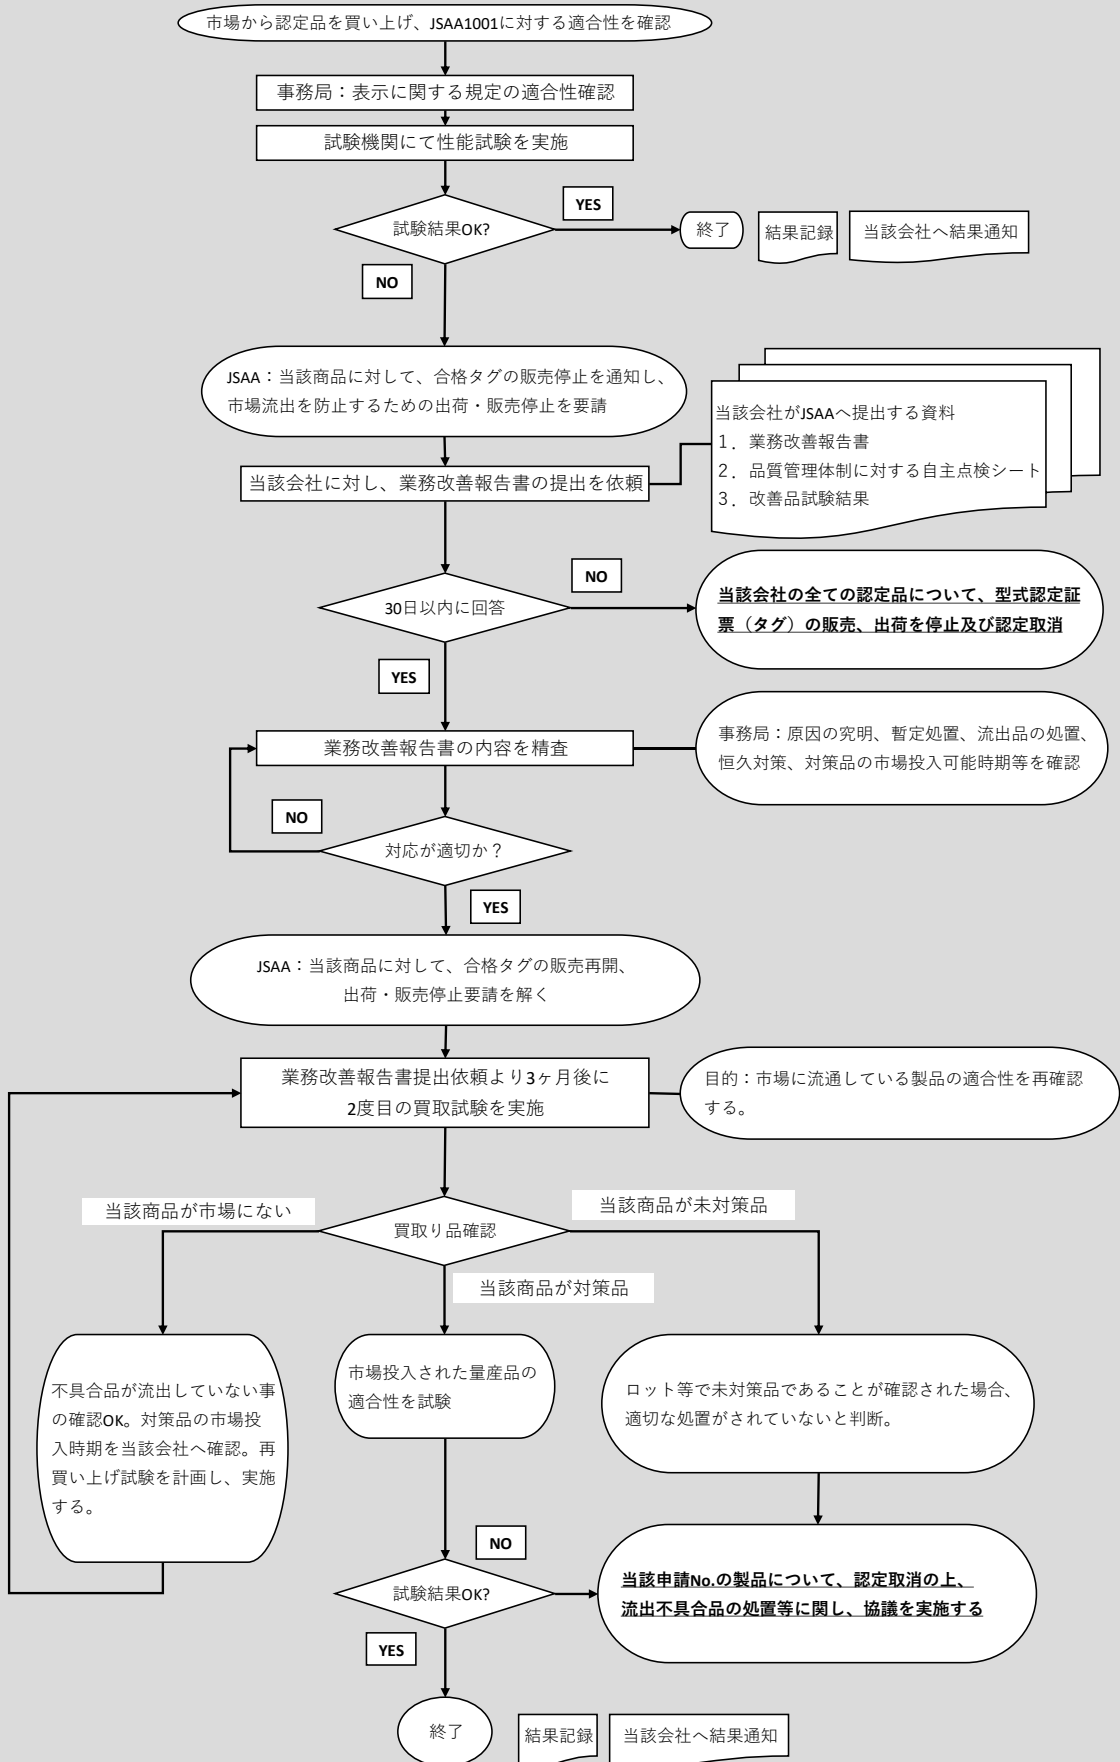 市場から認定品を買い上げ、JSAA1001に対する適合性を確認
事務局：表示に関する規定の適合性確認
試験機関にて性能試験を実施
試験結果OK?
YES
終了
結果記録
当該会社へ結果通知
NO
JSAA：当該商品に対して、合格タグの販売停止を通知し、
市場流出を防止するための出荷・販売停止を要請
当該会社がJSAAへ提出する資料
１．業務改善報告書
２．品質管理体制に対する自主点検シート
３．改善品試験結果
当該会社に対し、業務改善報告書の提出を依頼
30日以内に回答
NO
当該会社の全ての認定品について、型式認定証
票（タグ）の販売、出荷を停止及び認定取消
YES
業務改善報告書の内容を精査
事務局：原因の究明、暫定処置、流出品の処置、
恒久対策、対策品の市場投入可能時期等を確認
NO
対応が適切か？
YES
JSAA：当該商品に対して、合格タグの販売再開、
出荷・販売停止要請を解く
業務改善報告書提出依頼より3ヶ月後に
2度目の買取試験を実施
目的：市場に流通している製品の適合性を再確認
する。
当該商品が市場にない
買取り品確認
当該商品が未対策品
当該商品が対策品
不具合品が流出していない事
の確認OK。対策品の市場投
入時期を当該会社へ確認。再
買い上げ試験を計画し、実施
する。
市場投入された量産品の
適合性を試験
ロット等で未対策品であることが確認された場合、
適切な処置がされていないと判断。
NO
試験結果OK?
当該申請No.の製品について、認定取消の上、
流出不具合品の処置等に関し、協議を実施する
YES
終了
結果記録
当該会社へ結果通知